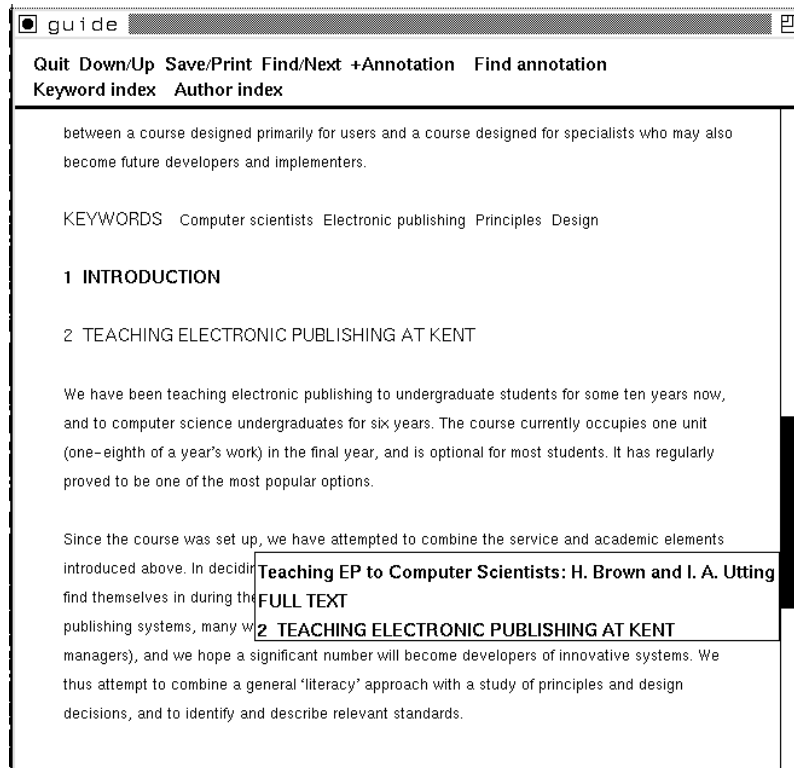 guide
Quit Down/Up Save/Print Find/Next +Annotation Find annotation
Keyword index Author index
between a course designed primarily for users and a course designed for specialists who may also
become future developers and implementers.
KEYWORDS Computer scientists Electronic publishing Principles Design
1 INTRODUCTION
2 TEACHING ELECTRONIC PUBLISHING AT KENT
We have been teaching electronic publishing to undergraduate students for some ten years now,
and to computer science undergraduates for six years. The course currently occupies one unit
(one-eighth of a year's work) in the final year, and is optional for most students. It has regularly
proved to be one of the most popular options.
Since the course was set up, we have attempted to combine the service and academic elements
introduced above. In
find themselves in during
publishing systems, many
Teaching EP to Computer Scientists: H. Brown and I. A. Utting
FULL TEXT
2 TEACHING ELECTRONIC PUBLISHING AT KENT
managers), and we hope a significant number will become developers of innovative systems. We
thus attempt to combine a general 'literacy' approach with a study of principles and design
decisions, and to identify and describe relevant standards.